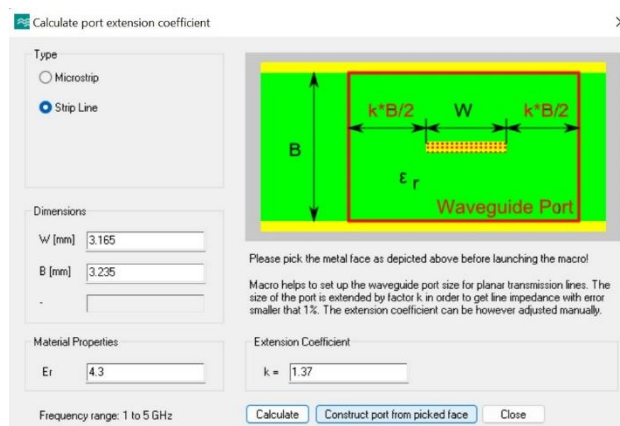 Calculate port extension coefficient
Type
Microstrip
Strip Line
k*B/2
W
k*B/2
B
ε r
Waveguide Port
Dimensions
W [mm]
3.165
B [mm]
3.235
-
Please pick the metal face as depicted above before launching the macro!
Macro helps to set up the waveguide port size for planar transmission lines. The
size of the port is extended by factor k in order to get line impedance with error
smaller that 1%. The extension coefficient can be however adjusted manually.
Material Properties
Er
4.3
Extension Coefficient
k =
1.37
Frequency range: 1 to 5 GHz
Calculate
Construct port from picked face
Close